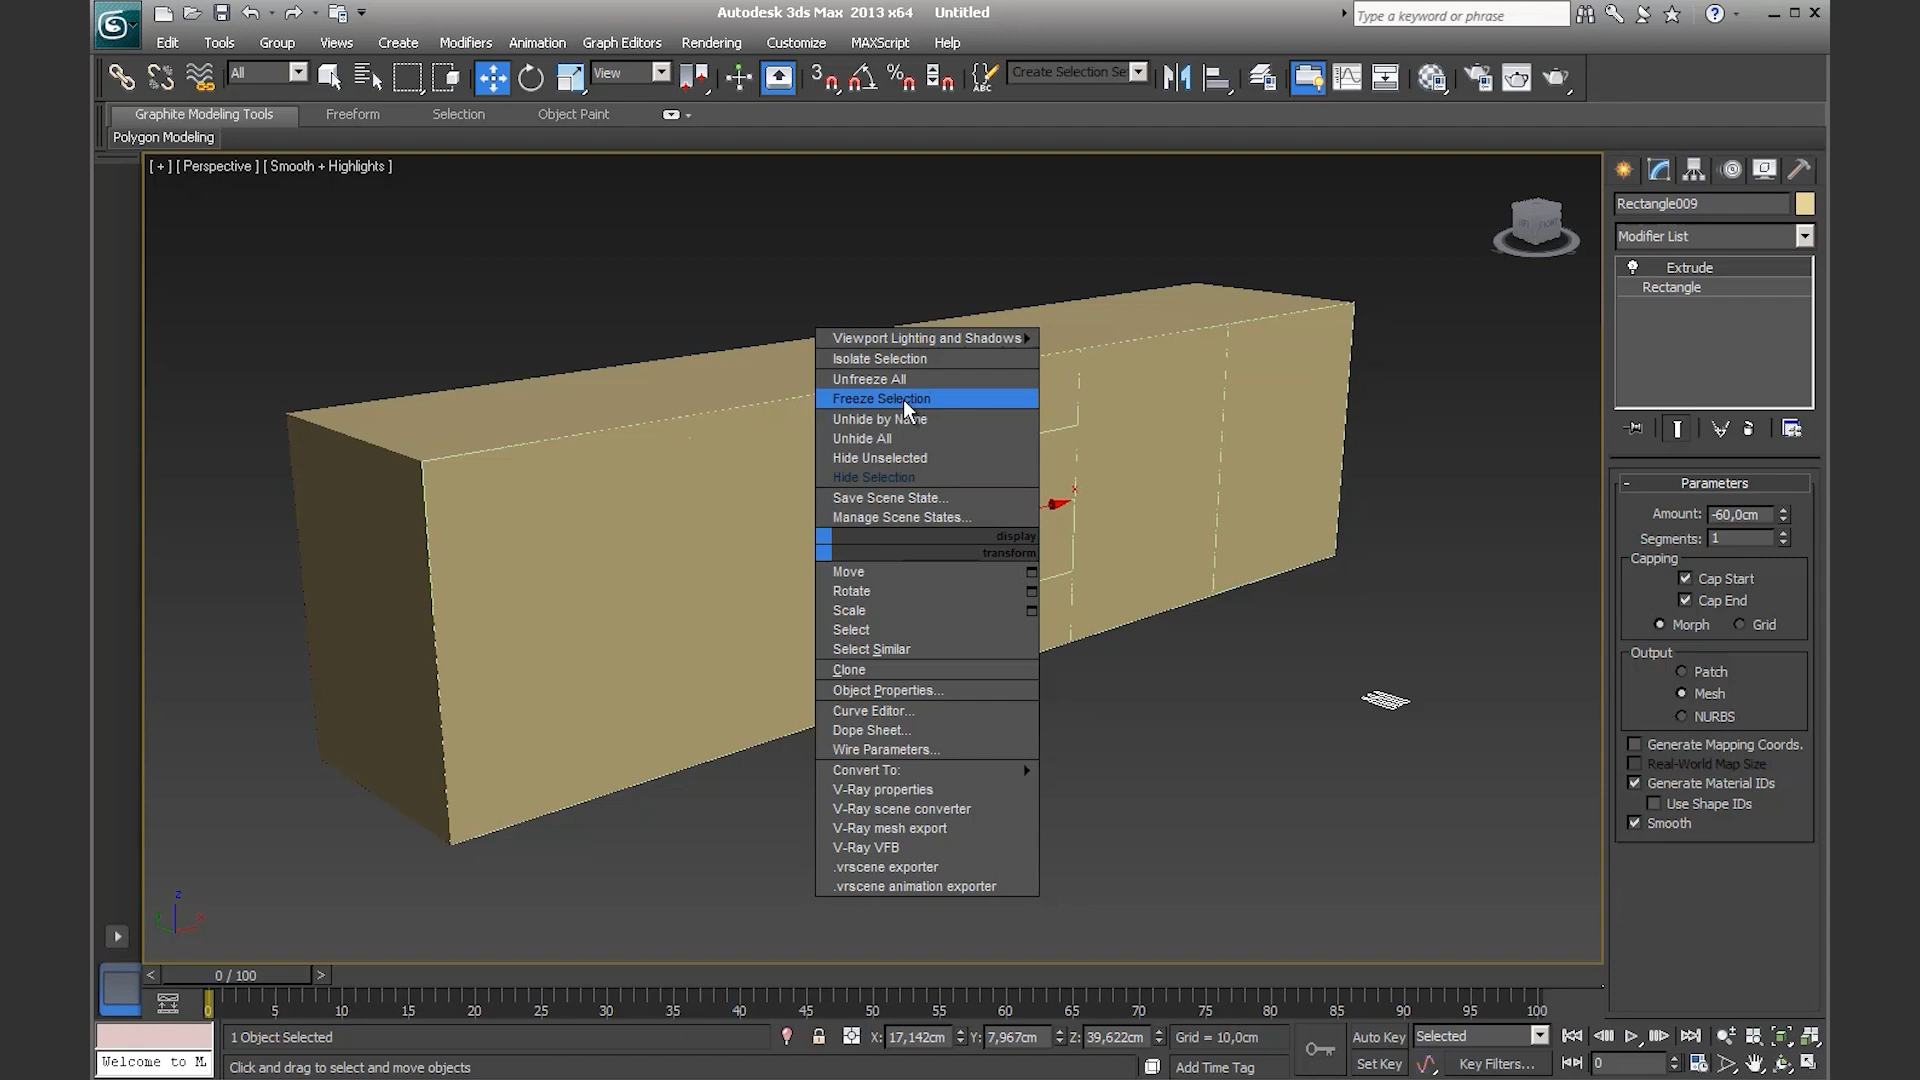 Autodesk 3ds Max 2013 x64 Untitled
Type a keyword or phrase
Edit Tools Group Views Create Modifiers Animation Graph Editors Rendering Customize MAXScript Help
All View 3 % ABC Create Selection Se
Graphite Modeling Tools Freeform Selection Object Paint
Polygon Modeling
[ + ] [ Perspective ] [ Smooth + Highlights ]
Rectangle009
Modifier List
Extrude
Rectangle
Viewport Lighting and Shadows
Isolate Selection
Unfreeze All
Freeze Selection
Unhide by Name
Unhide All
Hide Unselected
Hide Selection
Save Scene State...
Manage Scene States...
display
transform
Move
Rotate
Scale
Select
Select Similar
Clone
Object Properties...
Curve Editor...
Dope Sheet...
Wire Parameters...
Convert To:
V-Ray properties
V-Ray scene converter
V-Ray mesh export
V-Ray VFB
.vrscene exporter
.vrscene animation exporter
- Parameters
Amount: -60,0cm
Segments: 1
Capping
Cap Start
Cap End
Morph Grid
Output
Patch
Mesh
NURBS
Generate Mapping Coords.
Real-World Map Size
Generate Material IDs
Use Shape IDs
Smooth
z
x
< 0 / 100 >
0 5 10 15 20 25 30 35 40 45 50 55 60 65 70 75 80 85 90 95 100
1 Object Selected X: 17,142cm Y: 7,967cm Z: 39,622cm Grid = 10,0cm Auto Key Selected
Welcome to M. Click and drag to select and move objects Add Time Tag Set Key Key Filters... 0